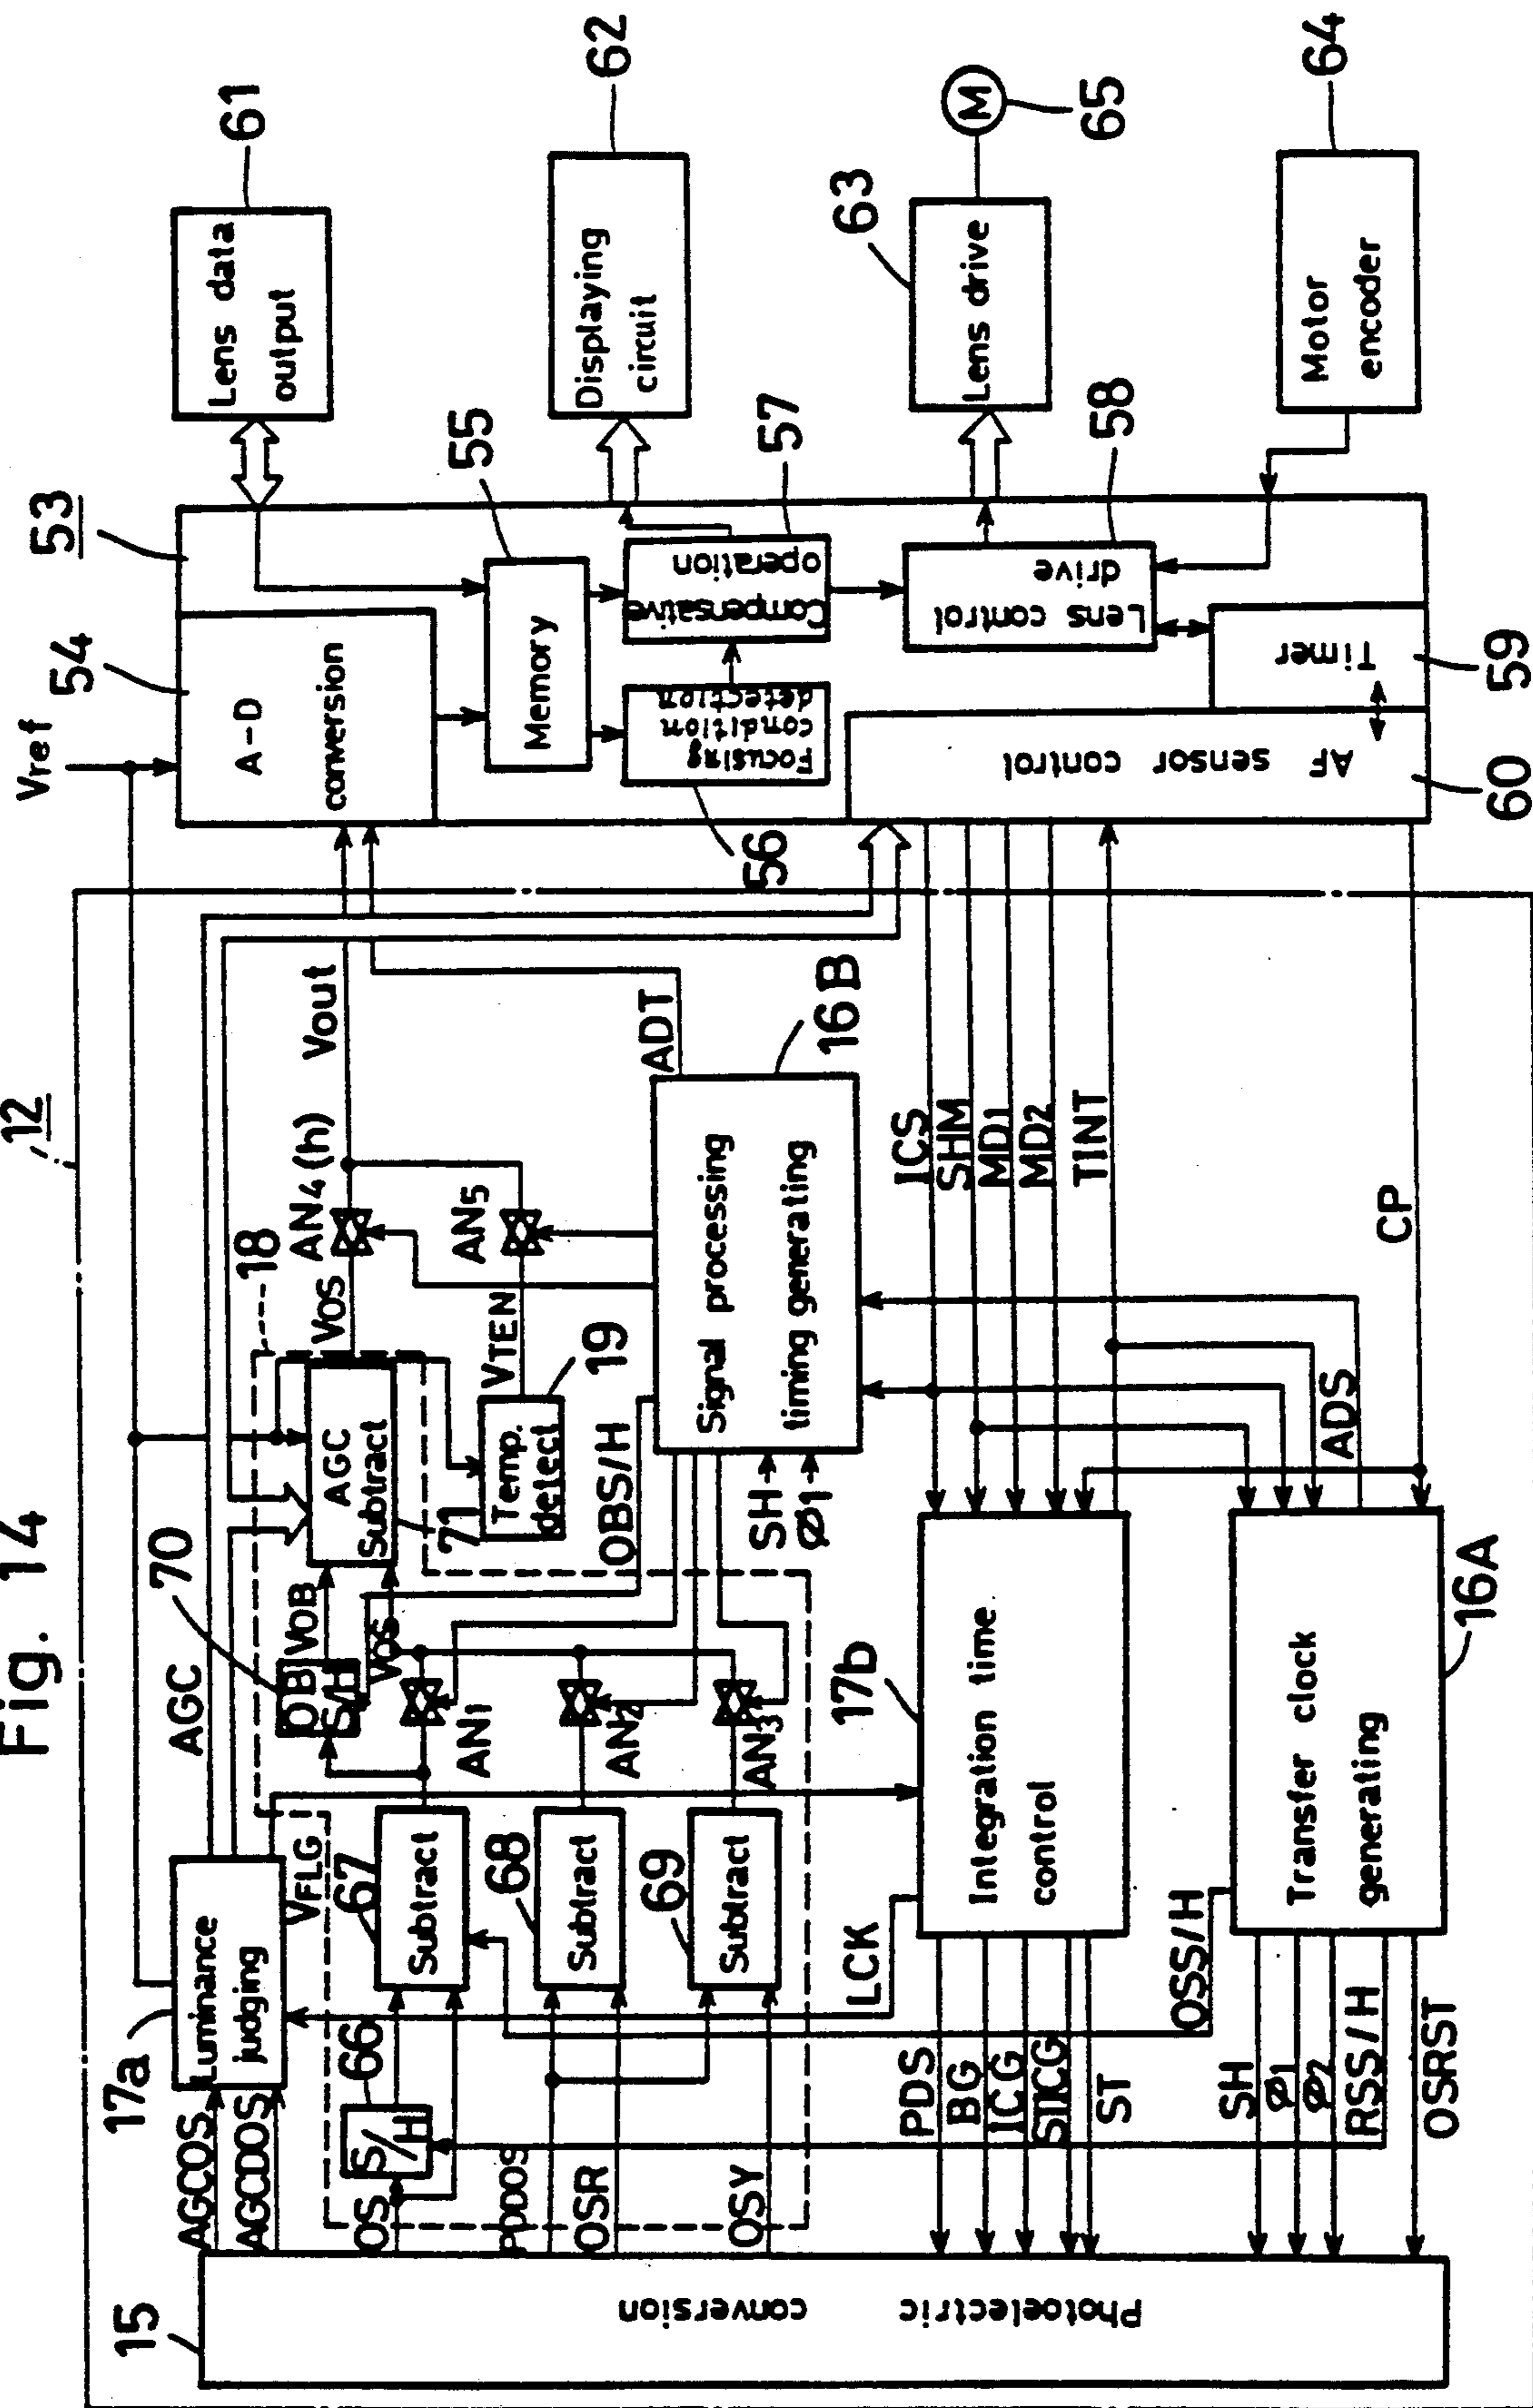 Fig. 14
12
15
Photoelectric conversion
17a
Luminance
judging
AGCOS
AGCDOS
OS
PDDOS
OSR
OSY
66
S/H
67
Subtract
68
Subtract
69
Subtract
VFLG
AGC
70
OB
S/H
VOB
VOS
AN1
AN2
AN3
18
AGC
Subtract
71
VOS
AN4(h)
Vout
Temp.
detect
19
VTEN
AN5
OBS/H
SH
Ø1
Signal processing
timing generating
16B
ADT
17b
Integration time
control
LCK
PDS
BG
ICG
STICG
ST
ICS
SHM
MD1
MD2
TINT
CP
ADS
Transfer clock
generating
16A
OSS/H
SH
Ø1
Ø2
RSS/H
OSRST
Vref
54
53
A-D
conversion
55
Memory
56
Focusing
condition
detection
57
Compensative
operation
58
Lens control
drive
Timer
59
AF sensor control
60
61
Lens data
output
62
Displaying
circuit
63
Lens drive
M
65
64
Motor
encoder